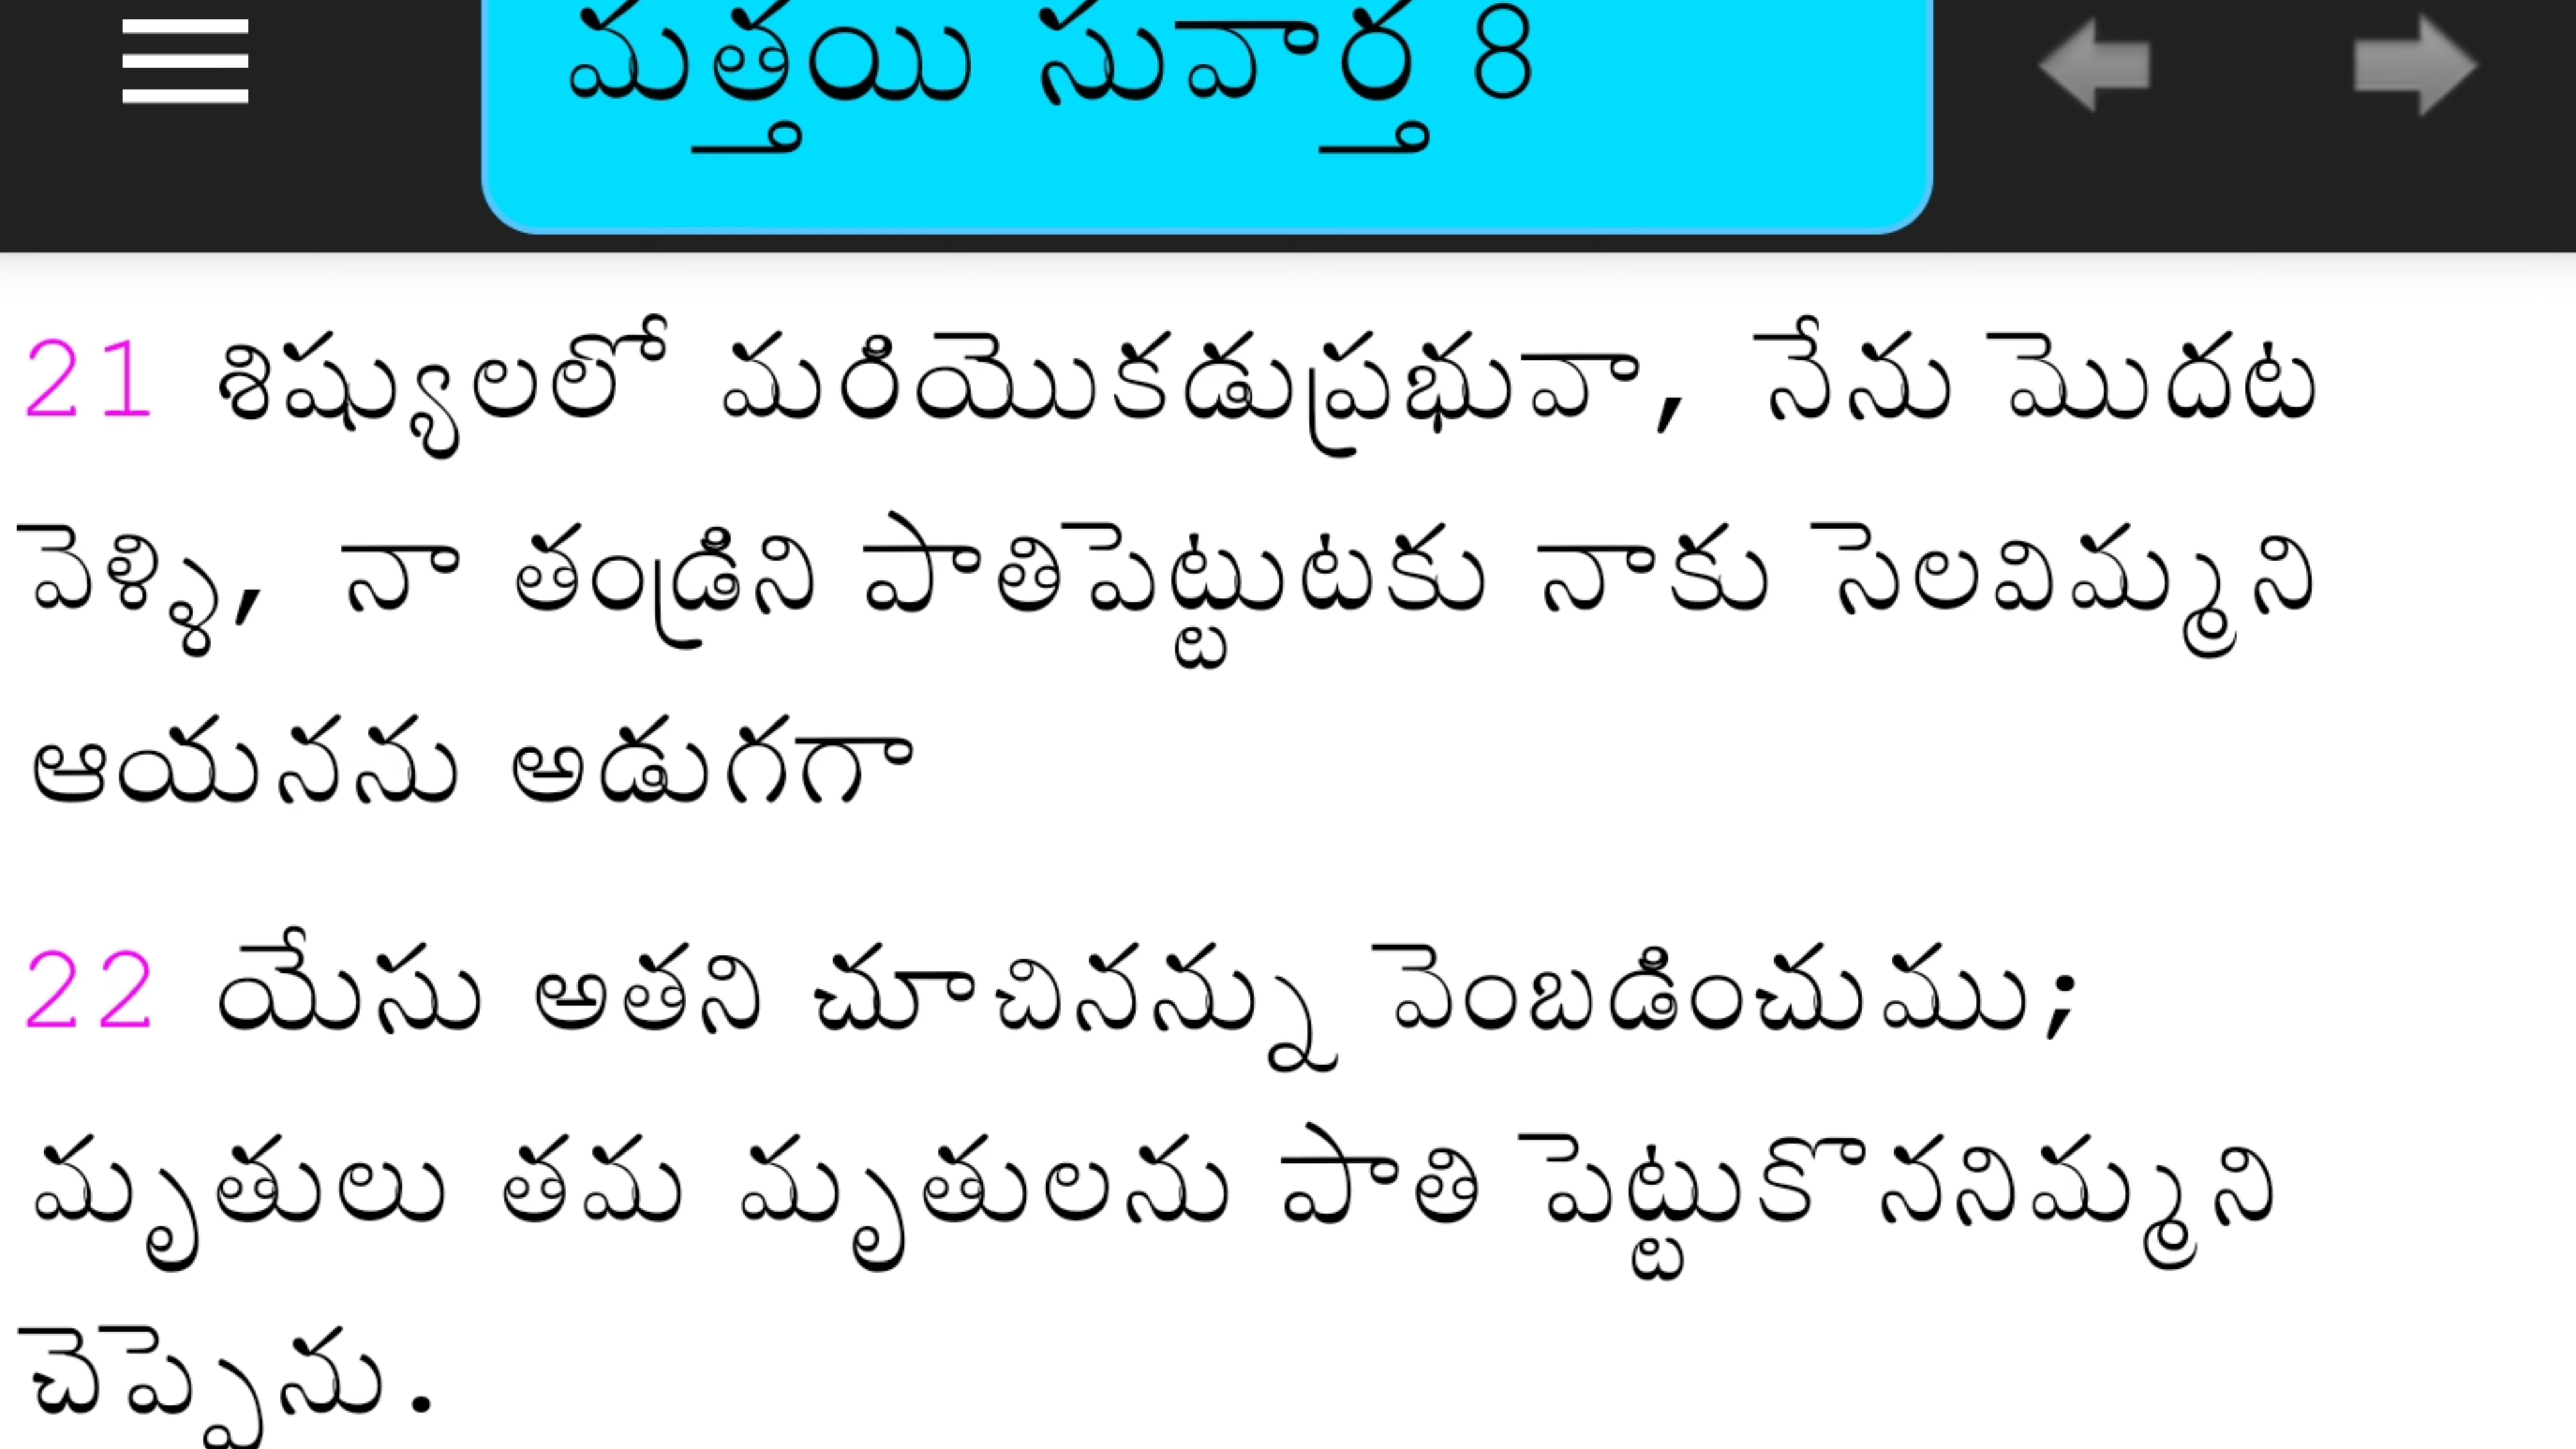 మత్తయి సువార్త 8
21 శిష్యులలో మరియొకడుప్రభువా, నేను మొదట
వెళ్ళి, నా తండ్రిని పాతిపెట్టుటకు నాకు సెలవిమ్మని
ఆయనను అడుగగా
22 యేసు అతని చూచినన్ను వెంబడించుము;
మృతులు తమ మృతులను పాతి పెట్టుకొననిమ్మని
చెప్పెను.